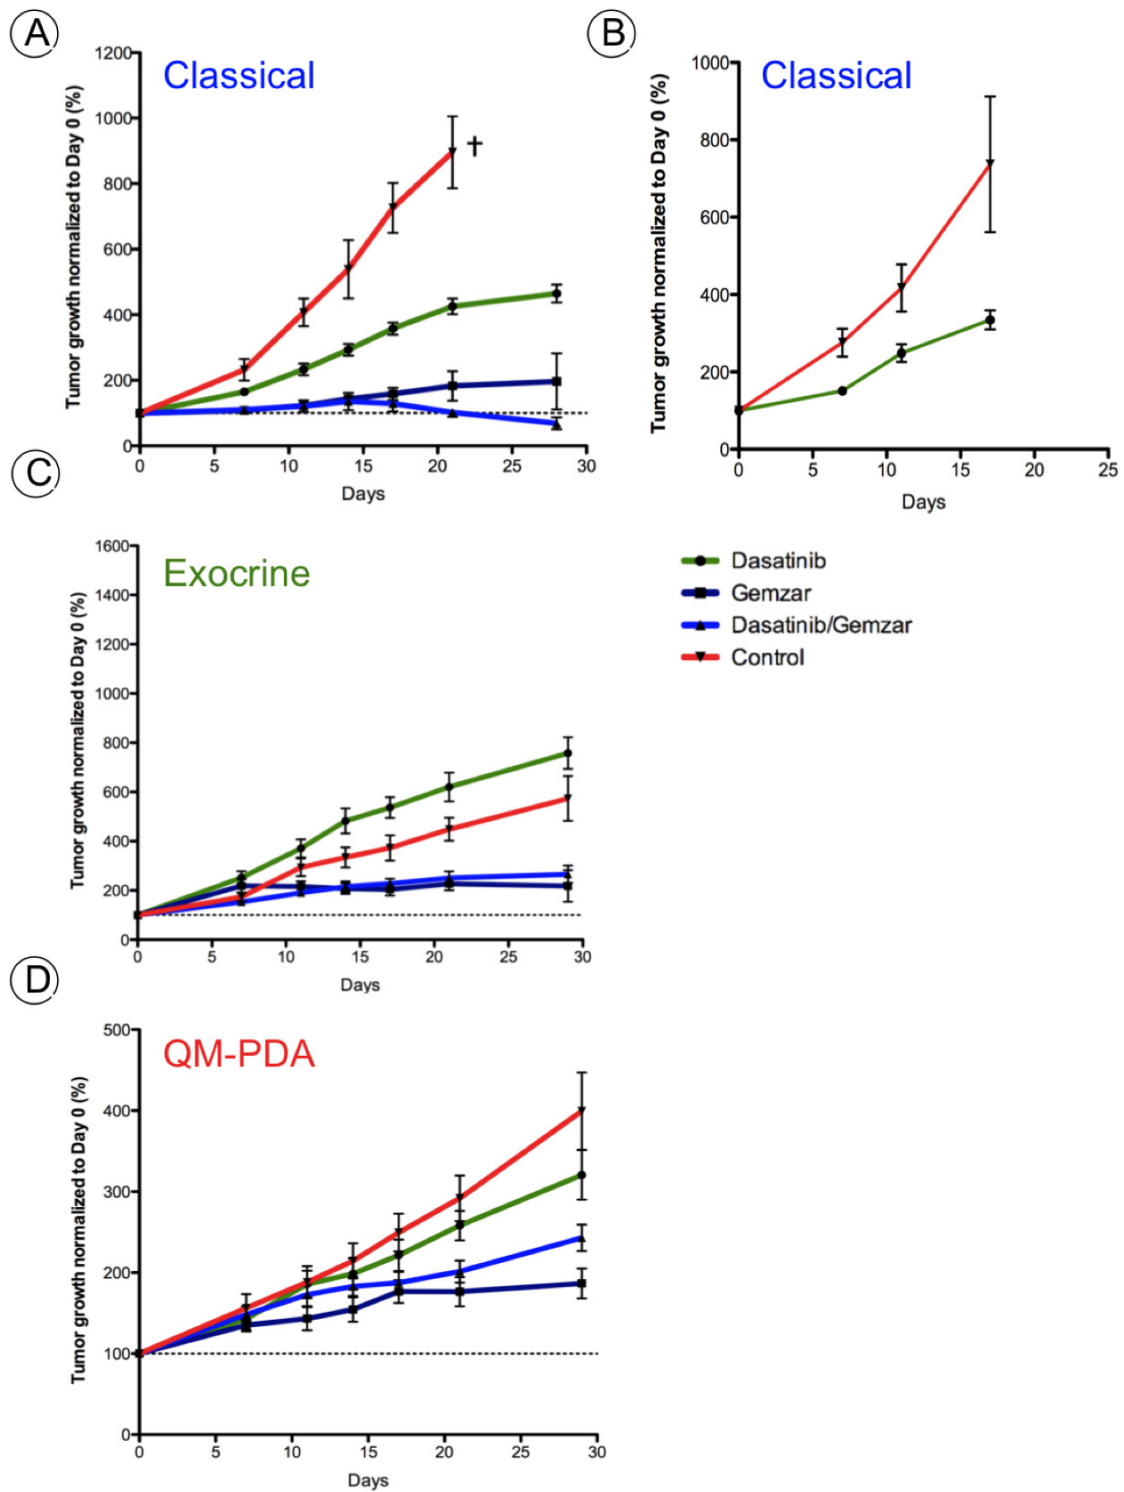 A
Classical
Tumor growth normalized to Day 0 (%)
1200
1000
800
600
400
200
0
†
0 5 10 15 20 25 30
Days
B
Classical
Tumor growth normalized to Day 0 (%)
1000
800
600
400
200
0
0 5 10 15 20 25
Days
C
Exocrine
Tumor growth normalized to Day 0 (%)
1600
1400
1200
1000
800
600
400
200
0
0 5 10 15 20 25 30
Days
Dasatinib
Gemzar
Dasatinib/Gemzar
Control
D
QM-PDA
Tumor growth normalized to Day 0 (%)
500
400
300
200
100
0
0 5 10 15 20 25 30
Days